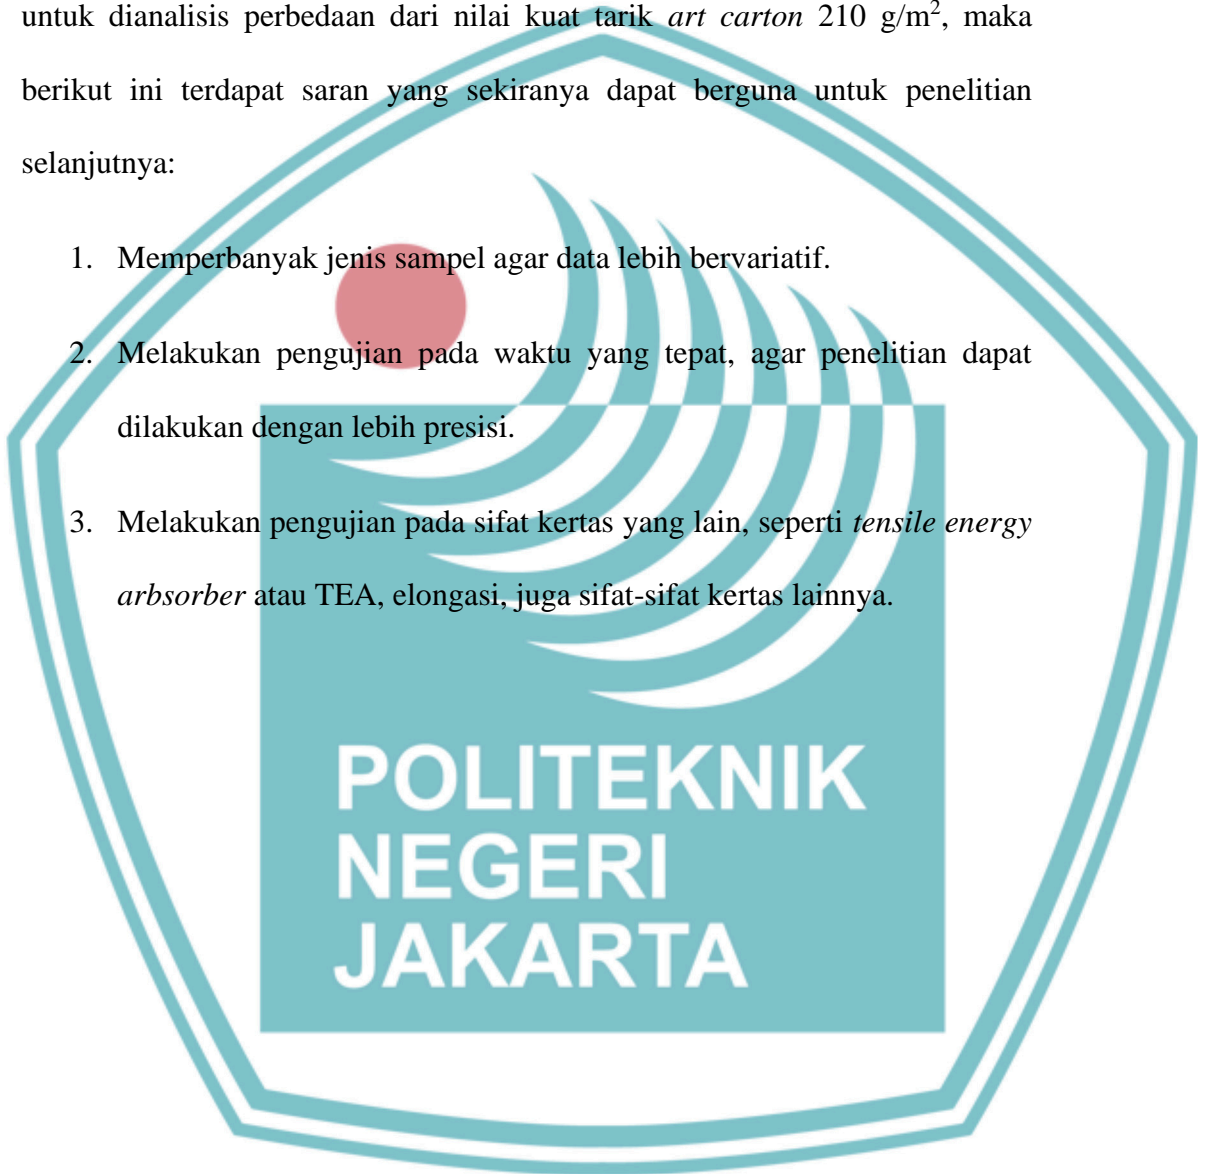 untuk dianalisis perbedaan dari nilai kuat tarik art carton 210 g/m², maka
berikut ini terdapat saran yang sekiranya dapat berguna untuk penelitian
selanjutnya:
1. Memperbanyak jenis sampel agar data lebih bervariatif.
2. Melakukan pengujian pada waktu yang tepat, agar penelitian dapat
dilakukan dengan lebih presisi.
3. Melakukan pengujian pada sifat kertas yang lain, seperti tensile energy
arbsorber atau TEA, elongasi, juga sifat-sifat kertas lainnya.
POLITEKNIK
NEGERI
JAKARTA